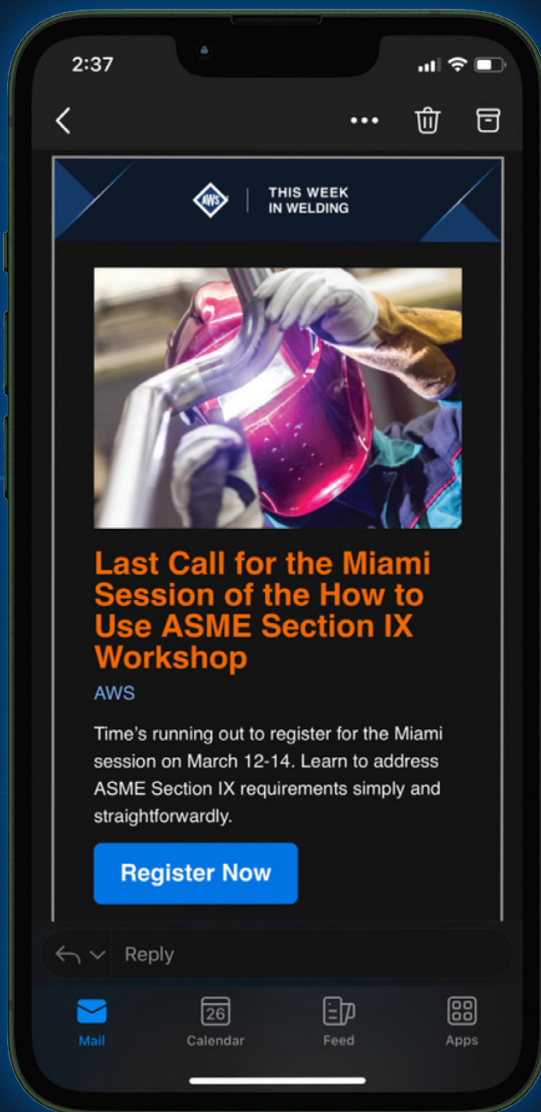 2:37
AWS
THIS WEEK
IN WELDING
Last Call for the Miami
Session of the How to
Use ASME Section IX
Workshop
AWS
Time's running out to register for the Miami
session on March 12-14. Learn to address
ASME Section IX requirements simply and
straightforwardly.
Register Now
Reply
26
Mail
Calendar
Feed
Apps